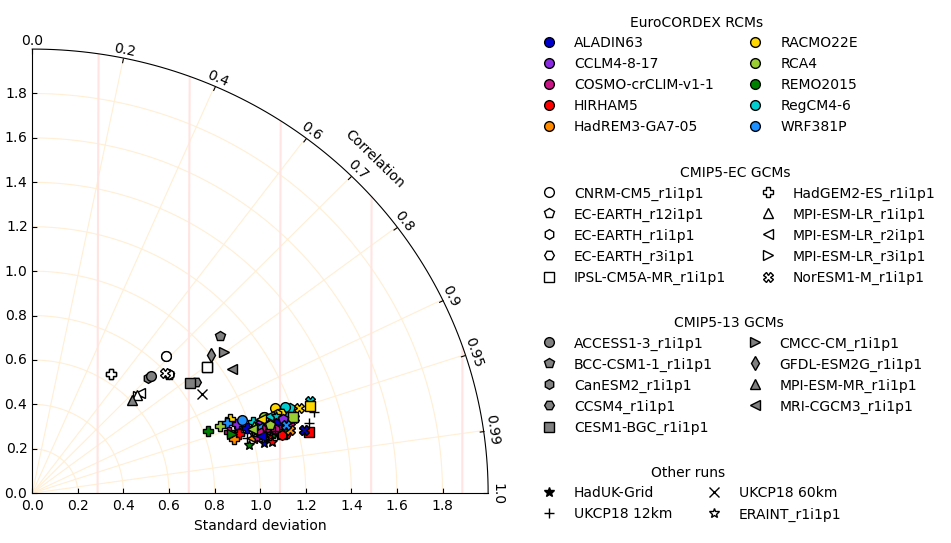 0.0
0.2
0.4
0.6
0.7
0.8
0.9
0.95
0.99
1.0
Correlation
1.8
1.6
1.4
1.2
1.0
0.8
0.6
0.4
0.2
0.0
0.0 0.2 0.4 0.6 0.8 1.0 1.2 1.4 1.6 1.8
Standard deviation
EuroCORDEX RCMs
ALADIN63 RACMO22E
CCLM4-8-17 RCA4
COSMO-crCLIM-v1-1 REMO2015
HIRHAM5 RegCM4-6
HadREM3-GA7-05 WRF381P
CMIP5-EC GCMs
CNRM-CM5_r1i1p1 HadGEM2-ES_r1i1p1
EC-EARTH_r12i1p1 MPI-ESM-LR_r1i1p1
EC-EARTH_r1i1p1 MPI-ESM-LR_r2i1p1
EC-EARTH_r3i1p1 MPI-ESM-LR_r3i1p1
IPSL-CM5A-MR_r1i1p1 NorESM1-M_r1i1p1
CMIP5-13 GCMs
ACCESS1-3_r1i1p1 CMCC-CM_r1i1p1
BCC-CSM1-1_r1i1p1 GFDL-ESM2G_r1i1p1
CanESM2_r1i1p1 MPI-ESM-MR_r1i1p1
CCSM4_r1i1p1 MRI-CGCM3_r1i1p1
CESM1-BGC_r1i1p1
Other runs
HadUK-Grid UKCP18 60km
UKCP18 12km ERAINT_r1i1p1